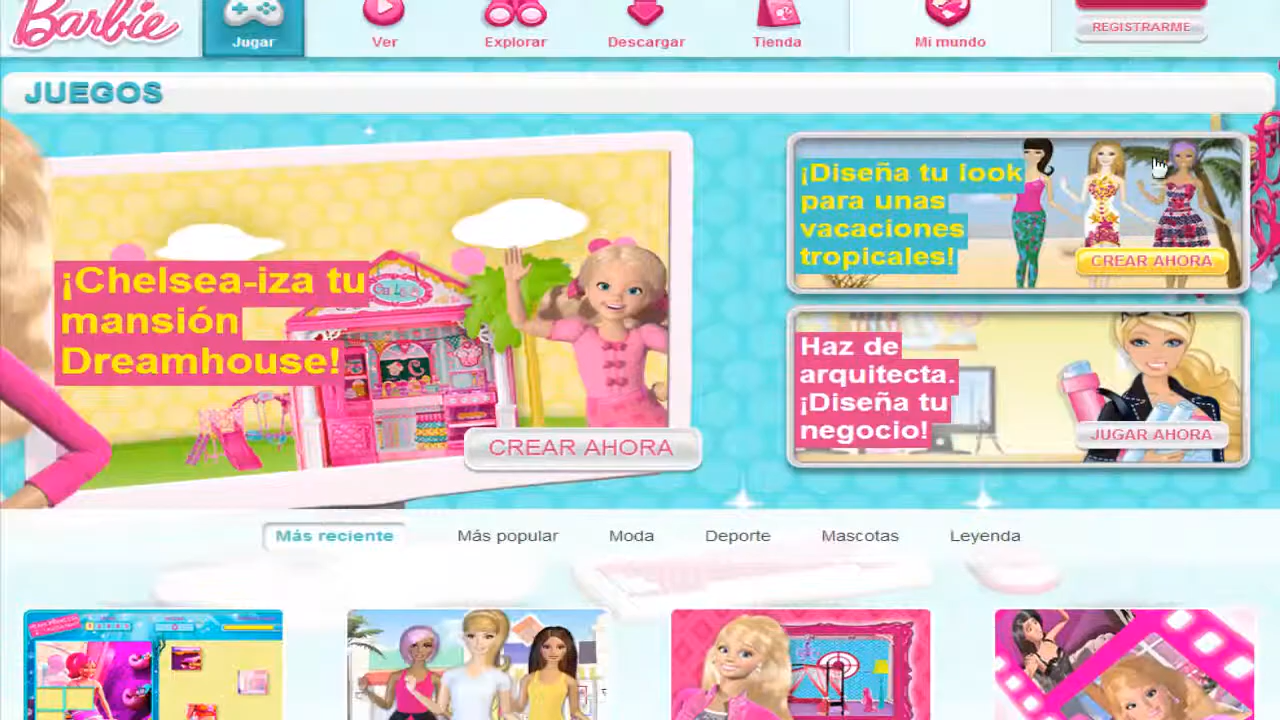 Barbie
Jugar
Ver
Explorar
Descargar
Tienda
Mi mundo
REGISTRARME
JUEGOS
¡Chelsea-iza tu
mansión
Dreamhouse!
CREAR AHORA
¡Diseña tu look
para unas
vacaciones
tropicales!
CREAR AHORA
Haz de
arquitecta.
¡Diseña tu
negocio!
JUGAR AHORA
Más reciente
Más popular
Moda
Deporte
Mascotas
Leyenda